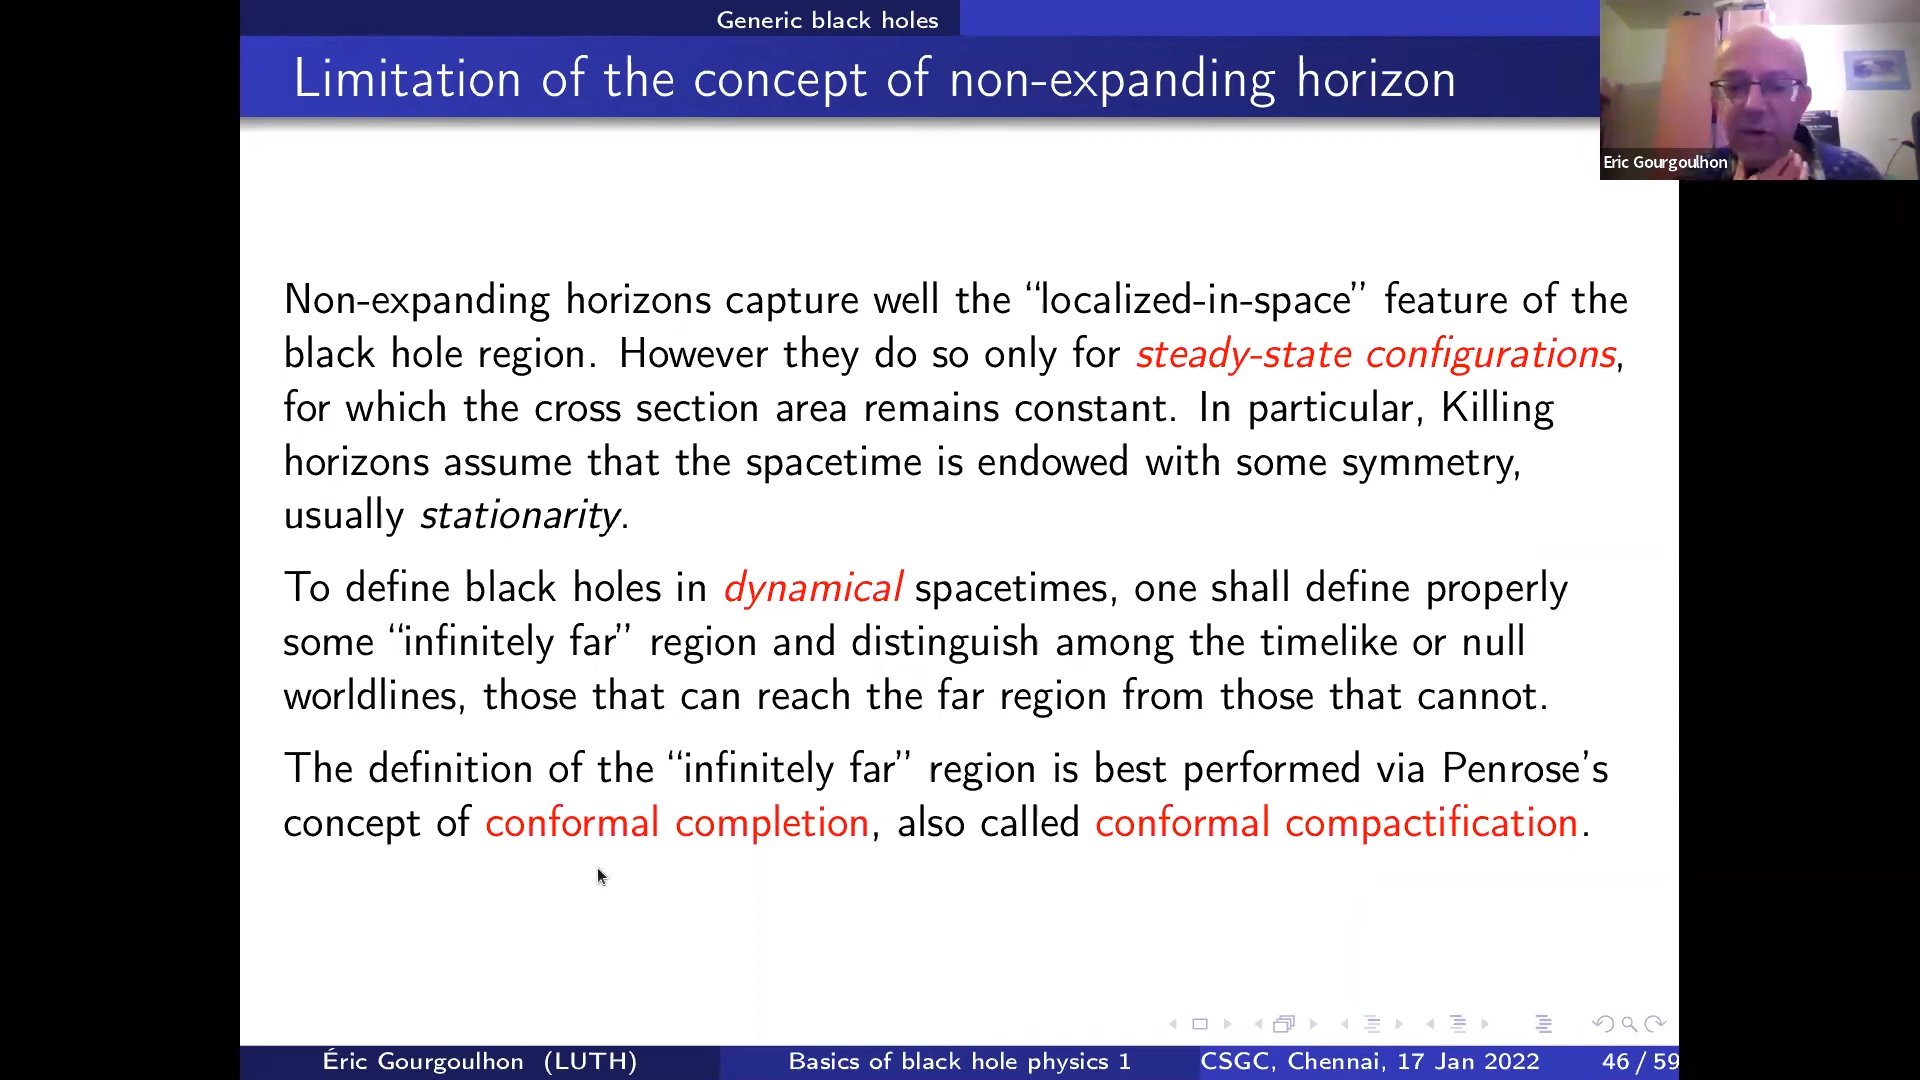 Generic black holes
Limitation of the concept of non-expanding horizon
Eric Gourgoulhon
Non-expanding horizons capture well the “localized-in-space” feature of the
black hole region. However they do so only for steady-state configurations,
for which the cross section area remains constant. In particular, Killing
horizons assume that the spacetime is endowed with some symmetry,
usually stationarity.
To define black holes in dynamical spacetimes, one shall define properly
some “infinitely far” region and distinguish among the timelike or null
worldlines, those that can reach the far region from those that cannot.
The definition of the “infinitely far” region is best performed via Penrose’s
concept of conformal completion, also called conformal compactification.
Éric Gourgoulhon (LUTH) Basics of black hole physics 1 CSGC, Chennai, 17 Jan 2022 46 / 59